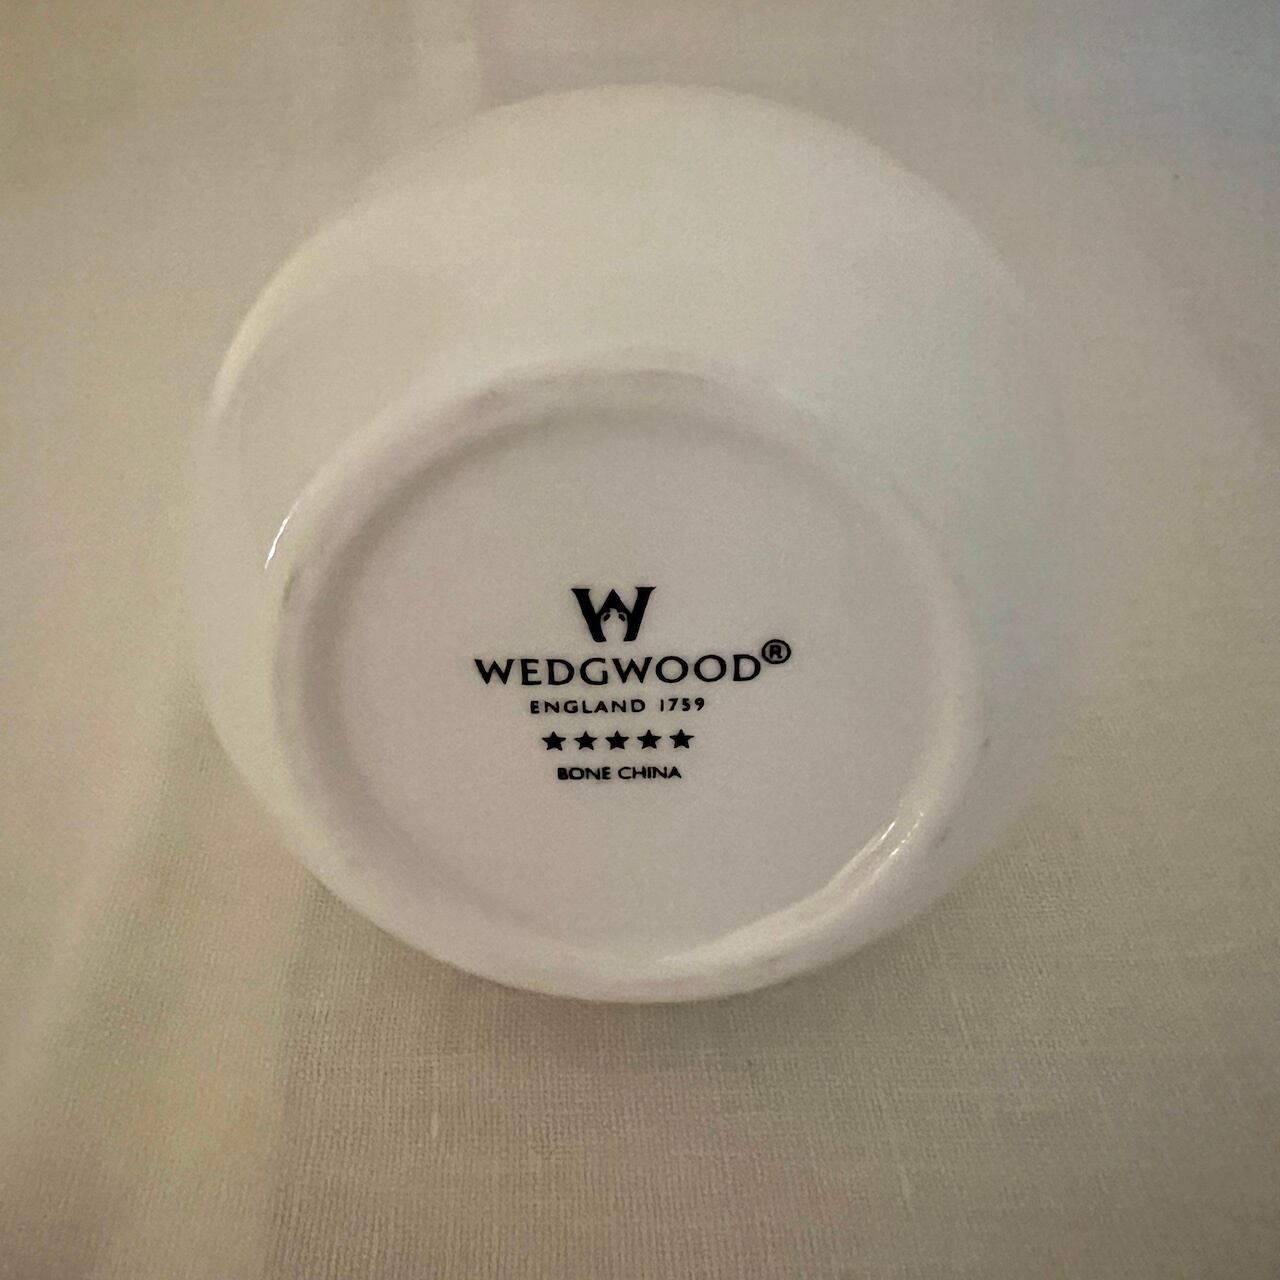 W
WEDGWOOD®
ENGLAND 1759
★★★★★
BONE CHINA